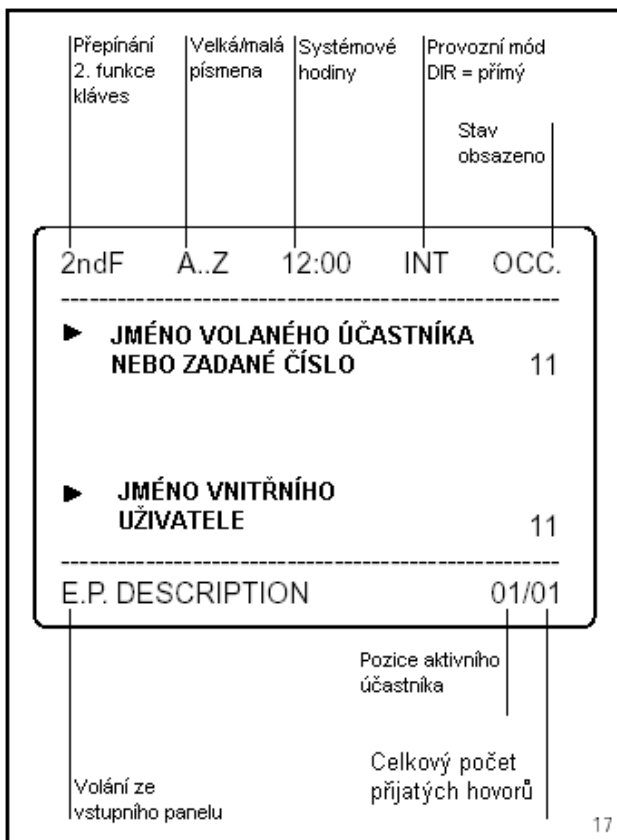 Přepínání
2. funkce
kláves
Velká/malá
písmena
Systémové
hodiny
Provozní mód
DIR = přímý
Stav
obsazeno
2ndF A..Z 12:00 INT OCC.
JMÉNO VOLANÉHO ÚČASTNÍKA
NEBO ZADANÉ ČÍSLO 11
JMÉNO VNITŘNÍHO
UŽIVATELE 11
E.P. DESCRIPTION 01/01
Pozice aktivního
účastníka
Volání ze
vstupního panelu
Celkový počet
přijatých hovorů
17